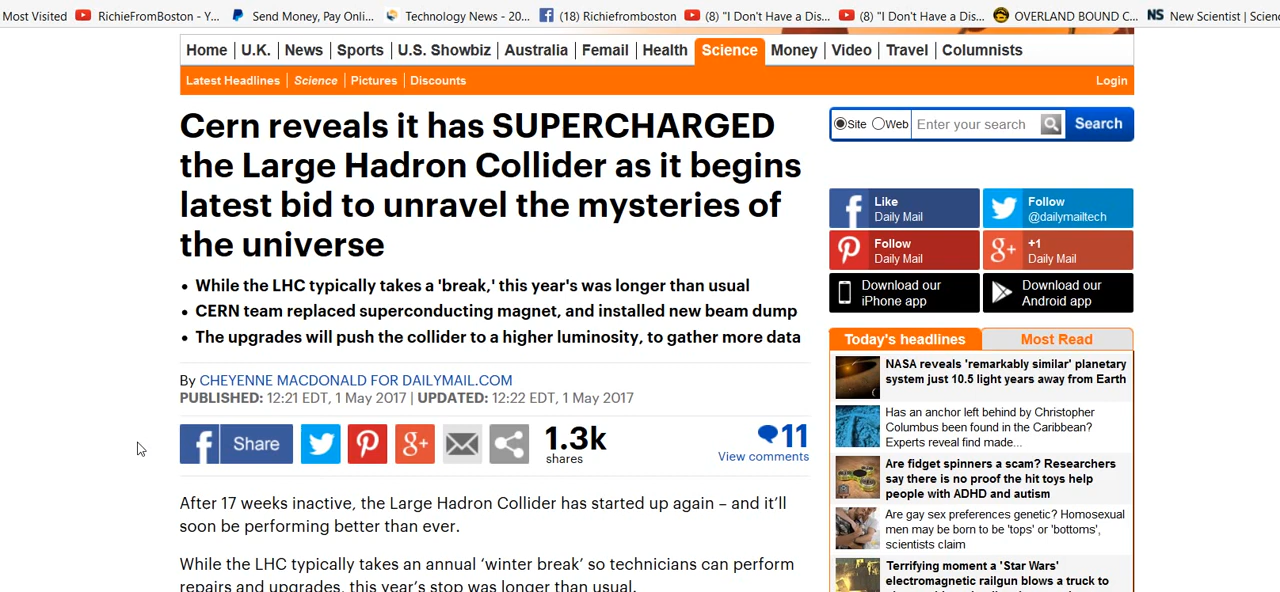 Most Visited RichieFromBoston - Y... Send Money, Pay Onli... Technology News - 20... (18) Richiefromboston (8) "I Don't Have a Dis... (8) "I Don't Have a Dis... OVERLAND BOUND C... NS New Scientist | Scien
Home U.K. News Sports U.S. Showbiz Australia Femail Health Science Money Video Travel Columnists
Latest Headlines Science Pictures Discounts Login
Cern reveals it has SUPERCHARGED
the Large Hadron Collider as it begins
latest bid to unravel the mysteries of
the universe
• While the LHC typically takes a 'break,' this year's was longer than usual
• CERN team replaced superconducting magnet, and installed new beam dump
• The upgrades will push the collider to a higher luminosity, to gather more data
By CHEYENNE MACDONALD FOR DAILYMAIL.COM
PUBLISHED: 12:21 EDT, 1 May 2017 | UPDATED: 12:22 EDT, 1 May 2017
Share
1.3k
shares
11
View comments
After 17 weeks inactive, the Large Hadron Collider has started up again – and it'll
soon be performing better than ever.
While the LHC typically takes an annual 'winter break' so technicians can perform
repairs and upgrades, this year's stop was longer than usual.
Site Web Enter your search Search
Like
Daily Mail
Follow
@dailymailtech
Follow
Daily Mail
+1
Daily Mail
Download our
iPhone app
Download our
Android app
Today's headlines Most Read
NASA reveals 'remarkably similar' planetary
system just 10.5 light years away from Earth
Has an anchor left behind by Christopher
Columbus been found in the Caribbean?
Experts reveal find made...
Are fidget spinners a scam? Researchers
say there is no proof the hit toys help
people with ADHD and autism
Are gay sex preferences genetic? Homosexual
men may be born to be 'tops' or 'bottoms',
scientists claim
Terrifying moment a 'Star Wars'
electromagnetic railgun blows a truck to